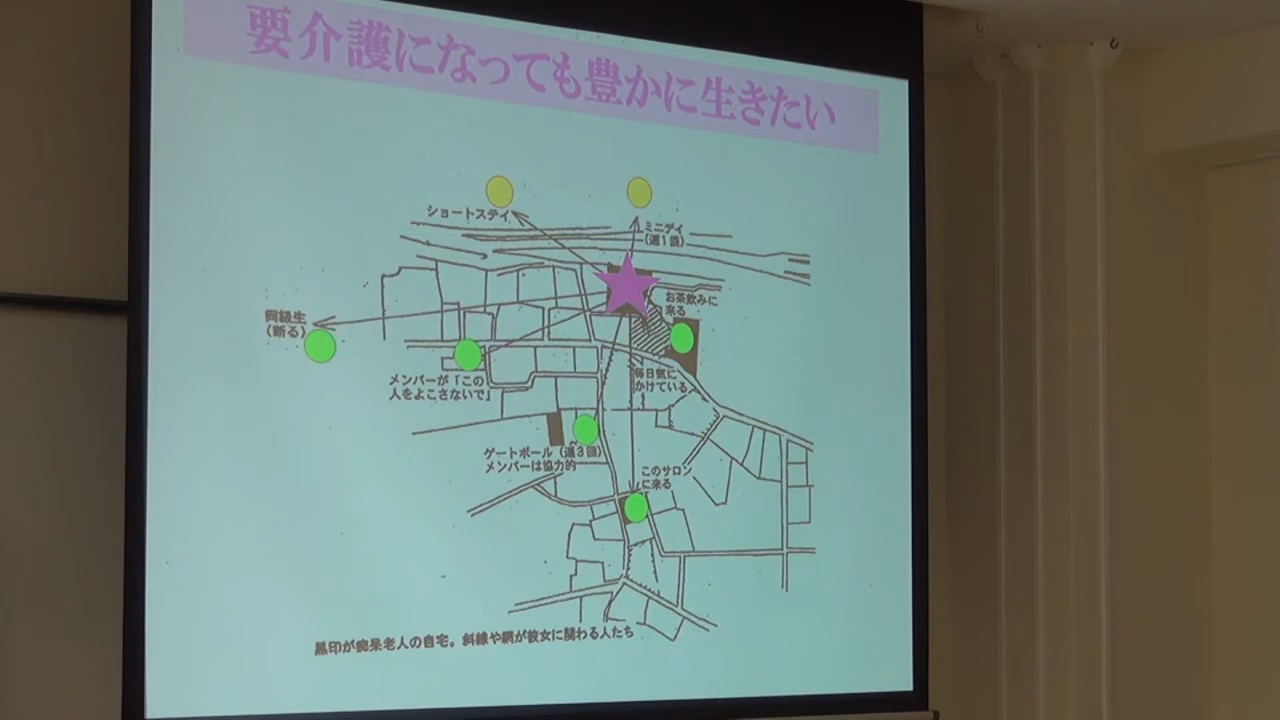 要介護になっても豊かに生きたい
ショートステイ
ミニデイ
(週1回)
お茶飲みに
来る
同級生
(断る)
メンバーが「この
人をよこさないで」
毎日気に
かけている
ゲートボール(週3回)
メンバーは協力的
このサロン
に来る
黒印が痴呆老人の自宅。斜線や網が彼女に関わる人たち